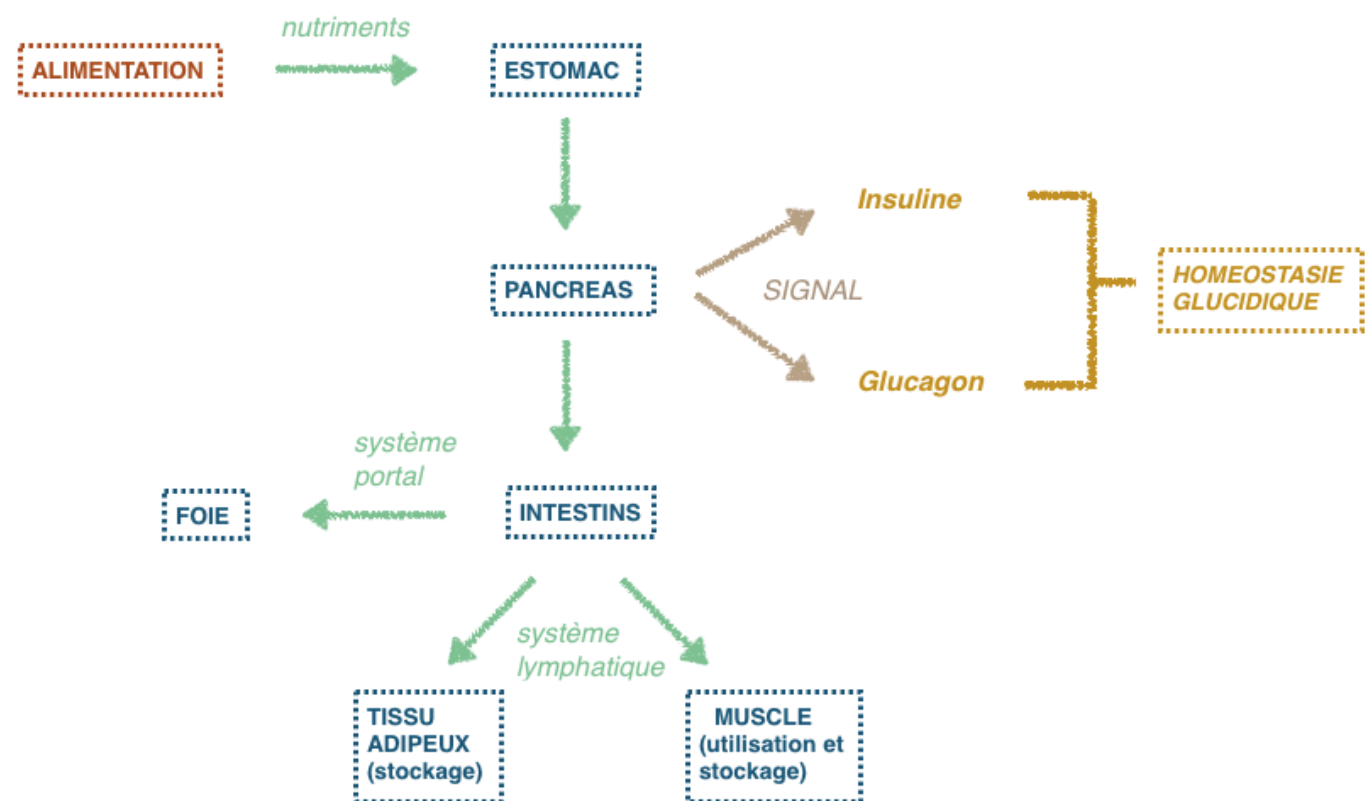 nutriments
ALIMENTATION
ESTOMAC
Insuline
SIGNAL
HOMEOSTASIE
GLUCIDIQUE
PANCREAS
Glucagon
système
portal
FOIE
INTESTINS
système
lymphatique
TISSU
ADIPEUX
(stockage)
MUSCLE
(utilisation et
stockage)